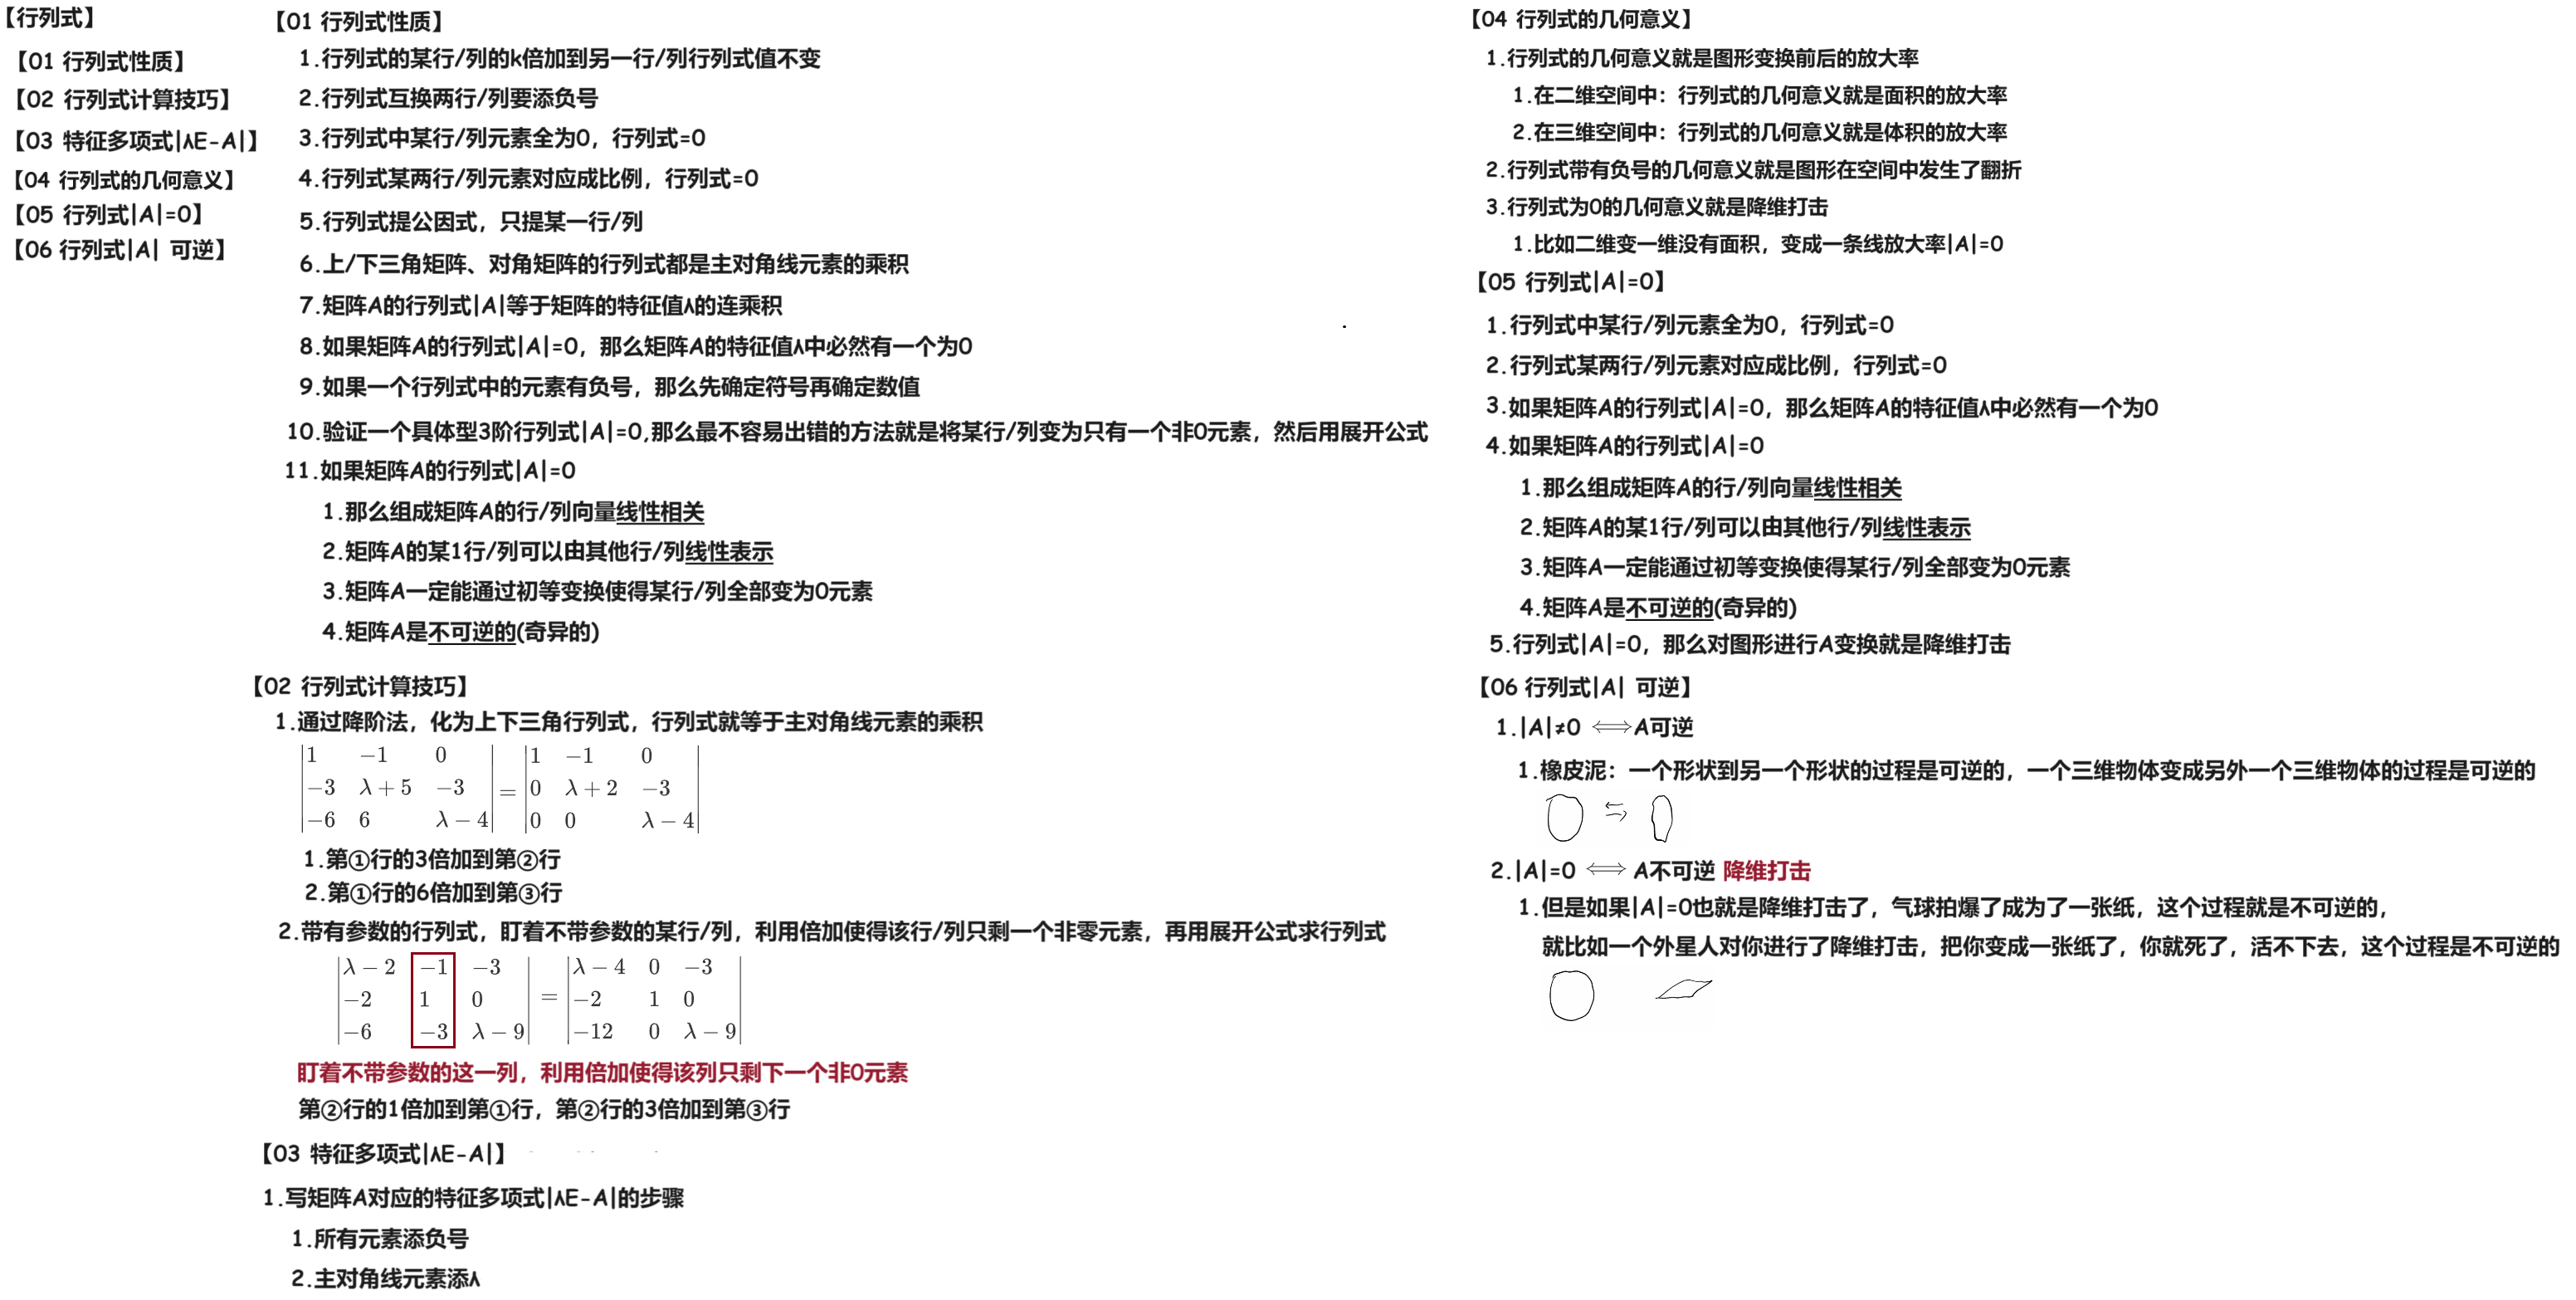 【行列式】
【01 行列式性质】
【02 行列式计算技巧】
【03 特征多项式|λE-A|】
【04 行列式的几何意义】
【05 行列式|A|=0】
【06 行列式|A| 可逆】
【01 行列式性质】
1.行列式的某行/列的k倍加到另一行/列行列式值不变
2.行列式互换两行/列要添负号
3.行列式中某行/列元素全为0，行列式=0
4.行列式某两行/列元素对应成比例，行列式=0
5.行列式提公因式，只提某一行/列
6.上/下三角矩阵、对角矩阵的行列式都是主对角线元素的乘积
7.矩阵A的行列式|A|等于矩阵的特征值λ的连乘积
8.如果矩阵A的行列式|A|=0，那么矩阵A的特征值λ中必然有一个为0
9.如果一个行列式中的元素有负号，那么先确定符号再确定数值
10.验证一个具体型3阶行列式|A|=0,那么最不容易出错的方法就是将某行/列变为只有一个非0元素，然后用展开公式
11.如果矩阵A的行列式|A|=0
1.那么组成矩阵A的行/列向量线性相关
2.矩阵A的某1行/列可以由其他行/列线性表示
3.矩阵A一定能通过初等变换使得某行/列全部变为0元素
4.矩阵A是不可逆的(奇异的)
【02 行列式计算技巧】
1.通过降阶法，化为上下三角行列式，行列式就等于主对角线元素的乘积
|1 −1 0| |1 −1 0|
|−3 λ+5 −3| = |0 λ+2 −3|
|−6 6 λ−4| |0 0 λ−4|
1.第①行的3倍加到第②行
2.第①行的6倍加到第③行
2.带有参数的行列式，盯着不带参数的某行/列，利用倍加使得该行/列只剩一个非零元素，再用展开公式求行列式
|λ−2 −1 −3| |λ−4 0 −3|
|−2 1 0| = |−2 1 0|
|−6 −3 λ−9| |−12 0 λ−9|
盯着不带参数的这一列，利用倍加使得该列只剩下一个非0元素
第②行的1倍加到第①行，第②行的3倍加到第③行
【03 特征多项式|λE-A|】
1.写矩阵A对应的特征多项式|λE-A|的步骤
1.所有元素添负号
2.主对角线元素添λ
【04 行列式的几何意义】
1.行列式的几何意义就是图形变换前后的放大率
1.在二维空间中：行列式的几何意义就是面积的放大率
2.在三维空间中：行列式的几何意义就是体积的放大率
2.行列式带有负号的几何意义就是图形在空间中发生了翻折
3.行列式为0的几何意义就是降维打击
1.比如二维变一维没有面积，变成一条线放大率|A|=0
【05 行列式|A|=0】
1.行列式中某行/列元素全为0，行列式=0
2.行列式某两行/列元素对应成比例，行列式=0
3.如果矩阵A的行列式|A|=0，那么矩阵A的特征值λ中必然有一个为0
4.如果矩阵A的行列式|A|=0
1.那么组成矩阵A的行/列向量线性相关
2.矩阵A的某1行/列可以由其他行/列线性表示
3.矩阵A一定能通过初等变换使得某行/列全部变为0元素
4.矩阵A是不可逆的(奇异的)
5.行列式|A|=0，那么对图形进行A变换就是降维打击
【06 行列式|A| 可逆】
1.|A|≠0 ⟺A可逆
1.橡皮泥：一个形状到另一个形状的过程是可逆的，一个三维物体变成另外一个三维物体的过程是可逆的
2.|A|=0 ⟺ A不可逆 降维打击
1.但是如果|A|=0也就是降维打击了，气球拍爆了成为了一张纸，这个过程就是不可逆的，
就比如一个外星人对你进行了降维打击，把你变成一张纸了，你就死了，活不下去，这个过程是不可逆的